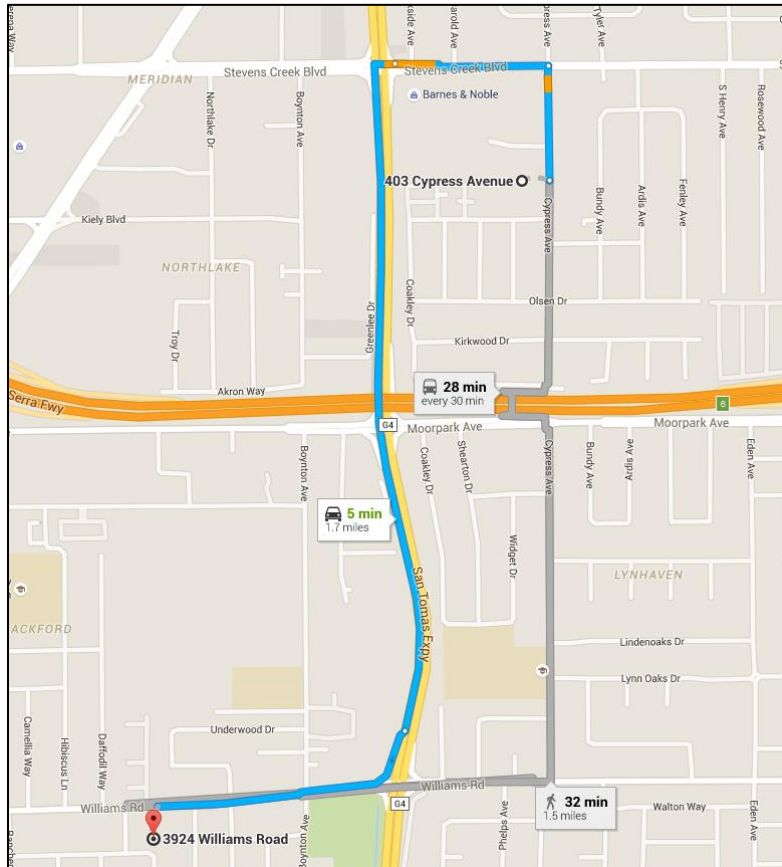 Tyler Ave
MERIDIAN
Stevens Creek Blvd
Stevens Creek Blvd
Barnes & Noble
Northlake Dr
Boynton Ave
S Henry Ave
Rosewood Ave
403 Cypress Avenue
Kiely Blvd
Cypress Ave
Bundy Ave
Ardis Ave
Fenley Ave
NORTHLAKE
Greenlee Dr
Coakley Dr
Olsen Dr
Troy Dr
Kirkwood Dr
Akron Way
28 min
every 30 min
Serra Fwy
6
G4
Moorpark Ave
Moorpark Ave
Boynton Ave
Coakley Dr
Shearton Dr
Cypress Ave
Bundy Ave
Ardis Ave
Eden Ave
5 min
1.7 miles
Widget Dr
San Tomas Expy
LYNHAVEN
ACKFORD
Lindenoaks Dr
Lynn Oaks Dr
Camellia Way
Hibiscus Ln
Daffodil Way
Underwood Dr
Williams Rd
Williams Rd
G4
32 min
1.5 miles
Phelps Ave
Walton Way
Eden Ave
3924 Williams Road
oynton Ave